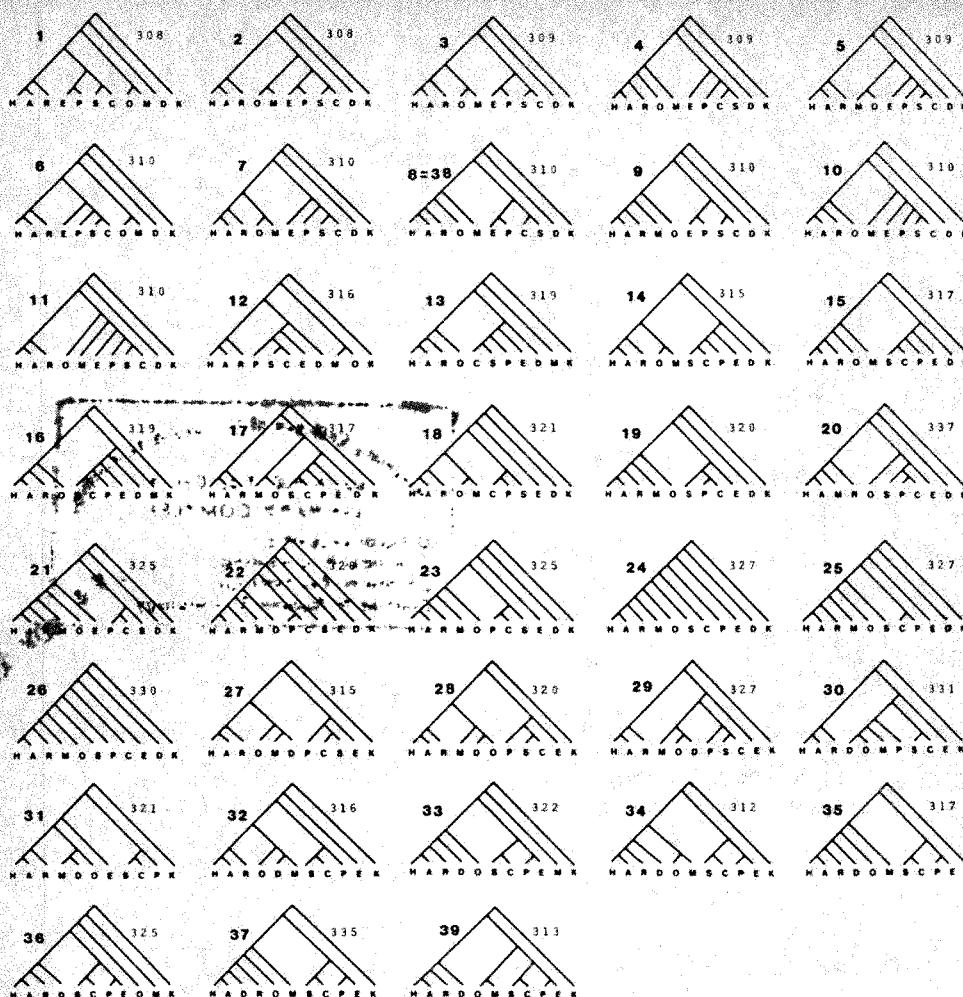 1 308 2 308 3 309 4 309 5 309
H A R E P S C O M D K H A R O M E P S C D K H A R O M E P S C D K H A R O M E P C S D K H A R M O E P S C D
6 310 7 310 8=38 310 9 310 10 310
H A R E P S C O M D K H A R O M E P S C D K H A R O M E P C S D K H A R M O E P S C D K H A R O M E P S C D
11 310 12 316 13 319 14 315 15 317
H A R O M E P S C D K H A R P S C E D M O K H A R O C S P E D M K H A R O M S C P E D K H A R O M S C P E D
16 319 17 317 18 321 19 320 20 337
H A R O C P E D M K H A R M O S C P E D K H A R O M C P S E D K H A R M O S P C E D K H A M R O S P C E D K
21 325 22 23 325 24 327 25 327
H M O E P C S D K H A R M O P C S E D K H A R M O P C S E D K H A R M O S C P E D K H A R M O S C P E D K
26 330 27 315 28 320 29 327 30 331
H A R M O S P C E D K H A R O M D P C S E K H A R M D O P S C E K H A R M O D P S C E K H A R D O M P S C E K
31 321 32 316 33 322 34 312 35 317
H A R M D O E S C P K H A R O D M S C P E K H A R D O S C P E M K H A R D O M S C P E K H A R D O M S C P E
36 325 37 335 39 313
H A R D S C P E O M K H A D R O M S C P E K H A R D O M S C P E K